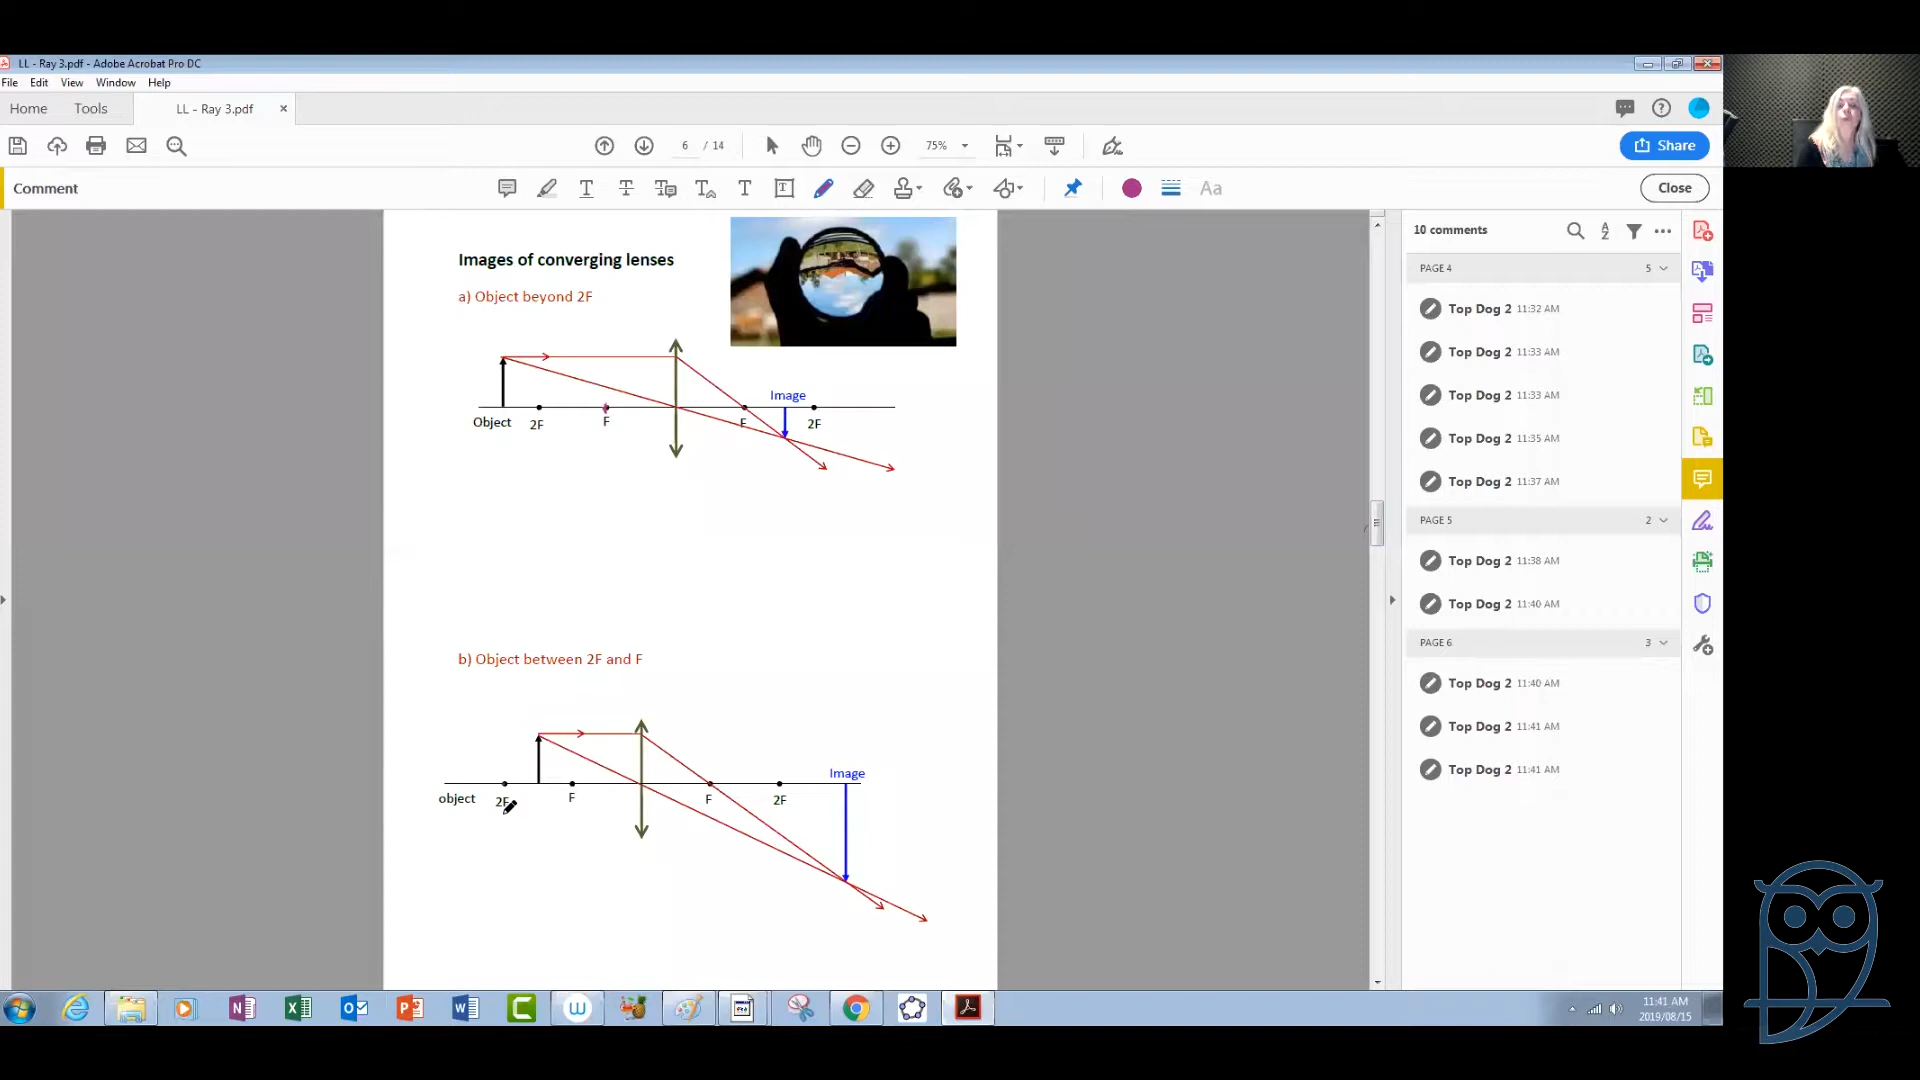 LL - Ray 3.pdf - Adobe Acrobat Pro DC
File Edit View Window Help
Home Tools LL - Ray 3.pdf ×
6 / 14 75% Share
Comment Aa Close
Images of converging lenses
a) Object beyond 2F
Image
Object 2F F F 2F
b) Object between 2F and F
Image
object 2F F F 2F
10 comments
PAGE 4 5
Top Dog 2 11:32 AM
Top Dog 2 11:33 AM
Top Dog 2 11:33 AM
Top Dog 2 11:35 AM
Top Dog 2 11:37 AM
PAGE 5 2
Top Dog 2 11:38 AM
Top Dog 2 11:40 AM
PAGE 6 3
Top Dog 2 11:40 AM
Top Dog 2 11:41 AM
Top Dog 2 11:41 AM
11:41 AM
2019/08/15